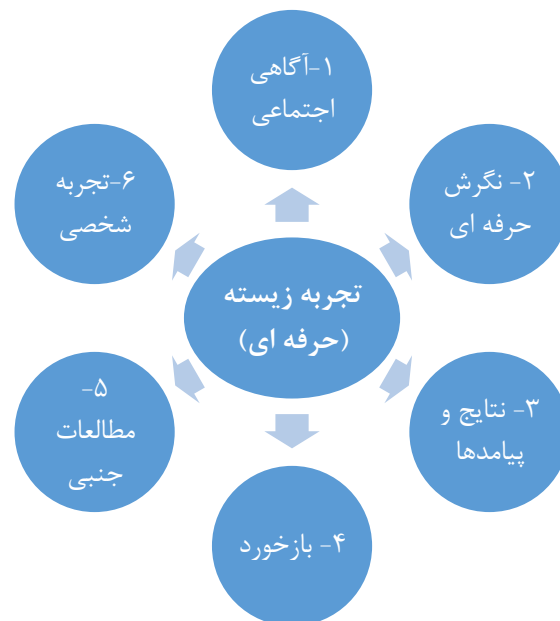 ۱-آگاهی
اجتماعی
۲- نگرش
حرفه ای
۳- نتایج و
پیامدها
۴- بازخورد
۵-
مطالعات
جنبی
۶-تجربه
شخصی
تجربه زیسته
(حرفه ای)